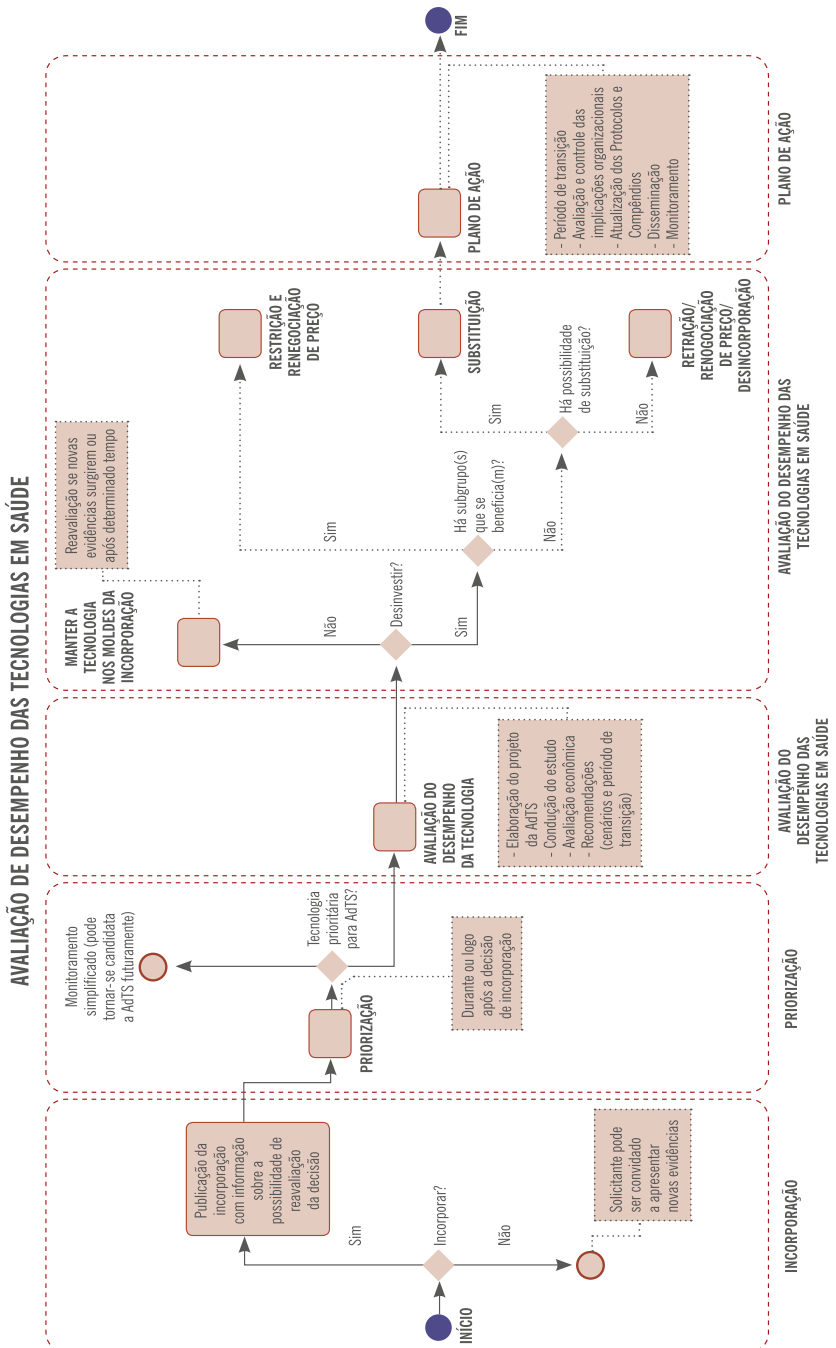 AVALIAÇÃO DE DESEMPENHO DAS TECNOLOGIAS EM SAÚDE
INÍCIO
Incorporar?
Sim
Não
Publicação da
incorporação
com informação
sobre a
possibilidade de
reavaliação
da decisão
Solicitante pode
ser convidado
a apresentar
novas evidências
INCORPORAÇÃO
Monitoramento
simplificado (pode
tornar-se candidata
a AdTS futuramente)
PRIORIZAÇÃO
Tecnologia
prioritária
para AdTS?
Durante ou logo
após a decisão
de incorporação
PRIORIZAÇÃO
AVALIAÇÃO DO
DESEMPENHO
DA TECNOLOGIA
- Elaboração do projeto
da AdTS
- Condução do estudo
- Avaliação econômica
- Recomendações
(cenários e período de
transição)
AVALIAÇÃO DO
DESEMPENHO DAS
TECNOLOGIAS EM SAÚDE
MANTER A
TECNOLOGIA
NOS MOLDES DA
INCORPORAÇÃO
Reavaliação se novas
evidências surgirem ou
após determinado tempo
Não
Desinvestir?
Sim
Sim
Há subgrupo(s)
que se
beneficia(m)?
Não
RESTRIÇÃO E
RENEGOCIAÇÃO
DE PREÇO
Sim
Há possibilidade
de substituição?
Não
SUBSTITUIÇÃO
RETRAÇÃO/
RENOGOCIAÇÃO
DE PREÇO/
DESINCORPORAÇÃO
AVALIAÇÃO DO DESEMPENHO DAS
TECNOLOGIAS EM SAÚDE
PLANO DE AÇÃO
- Período de transição
- Avaliação e controle das
implicações organizacionais
- Atualização dos Protocolos e
Compêndios
- Disseminação
- Monitoramento
PLANO DE AÇÃO
FIM